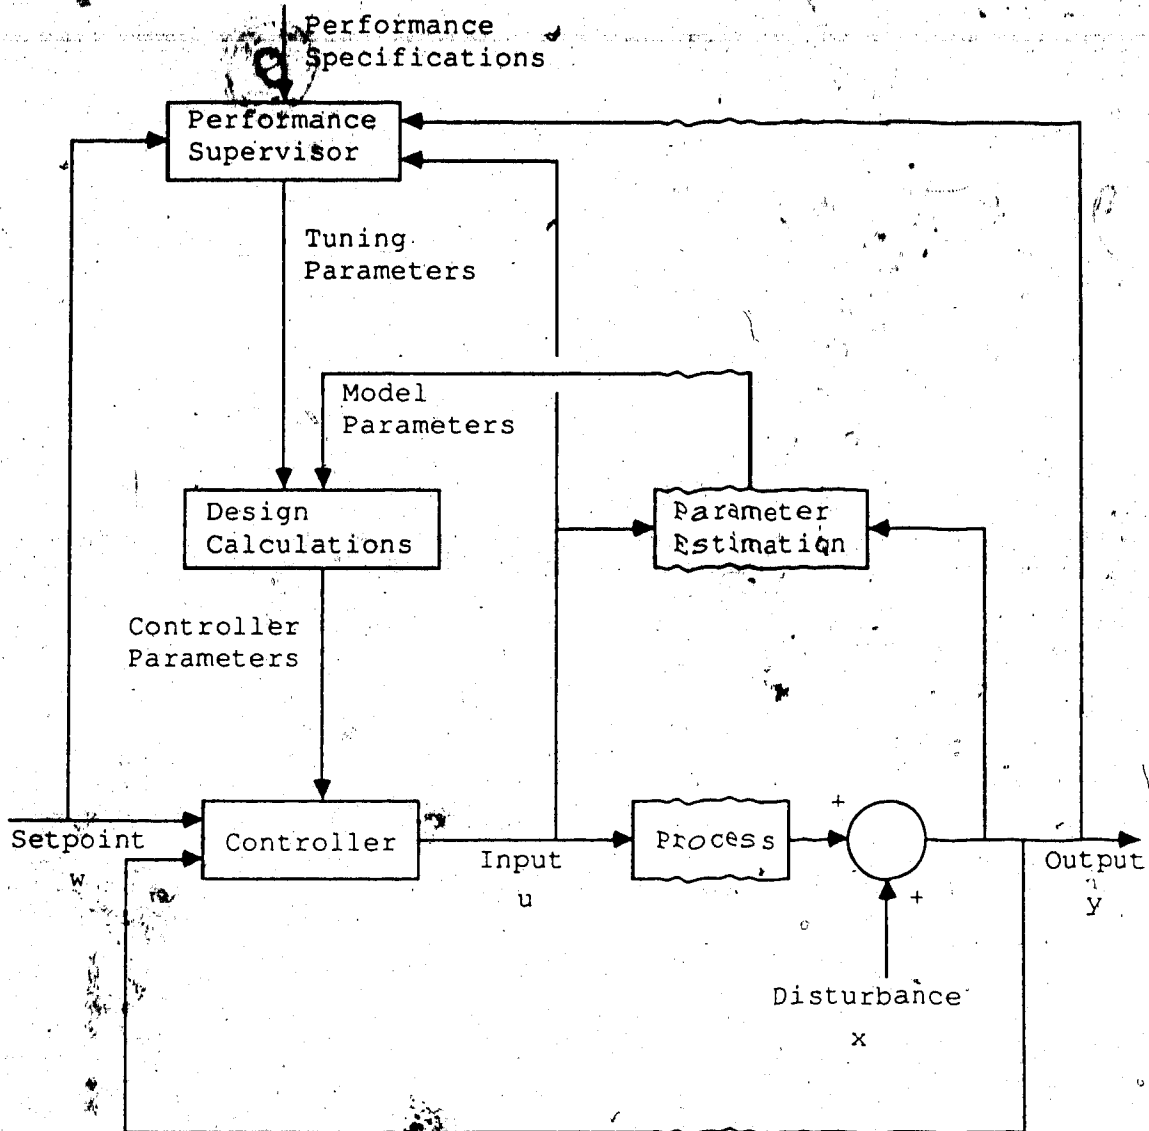 Performance
Specifications
Performance
Supervisor
Tuning
Parameters
Model
Parameters
Design
Calculations
Parameter
Estimation
Controller
Parameters
+
Setpoint
Controller
Process
Input
Output
w
u
+
y
Disturbance
x